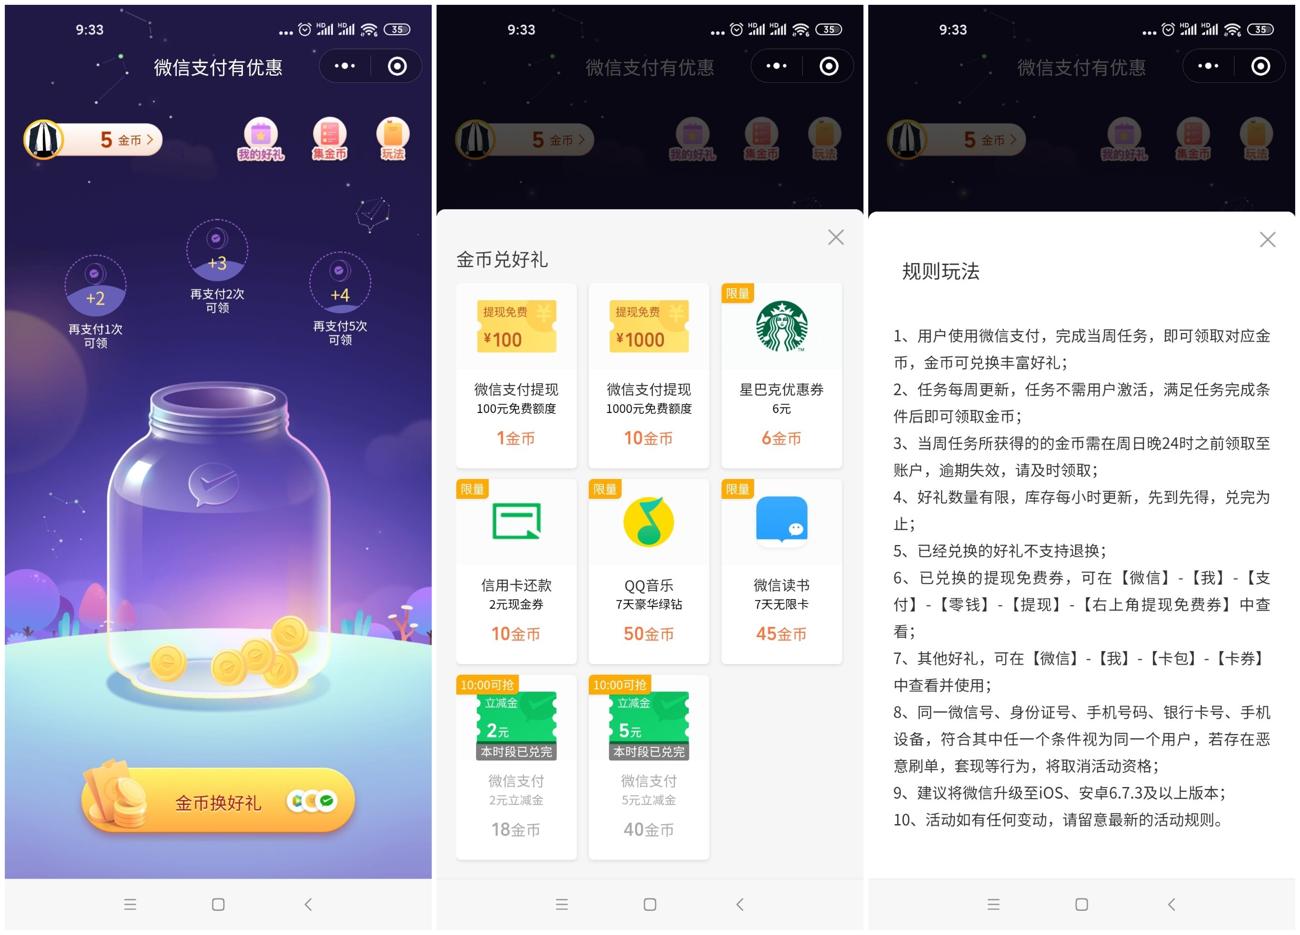 9:33
HD
HD
35
微信支付有优惠
5 金币
我的好礼
集金币
玩法
+3
再支付2次
可领
+2
再支付1次
可领
+4
再支付5次
可领
金币换好礼
9:33
HD
HD
35
微信支付有优惠
5 金币
我的好礼
集金币
玩法
金币兑好礼
提现免费
¥100
微信支付提现
100元免费额度
1金币
提现免费
¥1000
微信支付提现
1000元免费额度
10金币
限量
星巴克优惠券
6元
6金币
限量
信用卡还款
2元现金券
10金币
限量
QQ音乐
7天豪华绿钻
50金币
限量
微信读书
7天无限卡
45金币
10:00可抢
立减金
2元
本时段已兑完
微信支付
2元立减金
18金币
10:00可抢
立减金
5元
本时段已兑完
微信支付
5元立减金
40金币
9:33
HD
HD
35
微信支付有优惠
5 金币
我的好礼
集金币
玩法
规则玩法
1、用户使用微信支付，完成当周任务，即可领取对应金
币，金币可兑换丰富好礼；
2、任务每周更新，任务不需用户激活，满足任务完成条
件后即可领取金币；
3、当周任务所获得的的金币需在周日晚24时之前领取至
账户，逾期失效，请及时领取；
4、好礼数量有限，库存每小时更新，先到先得，兑完为
止；
5、已经兑换的好礼不支持退换；
6、已兑换的提现免费券，可在【微信】-【我】-【支
付】-【零钱】-【提现】-【右上角提现免费券】中查
看；
7、其他好礼，可在【微信】-【我】-【卡包】-【卡券】
中查看并使用；
8、同一微信号、身份证号、手机号码、银行卡号、手机
设备，符合其中任一个条件视为同一个用户，若存在恶
意刷单，套现等行为，将取消活动资格；
9、建议将微信升级至iOS、安卓6.7.3及以上版本；
10、活动如有任何变动，请留意最新的活动规则。